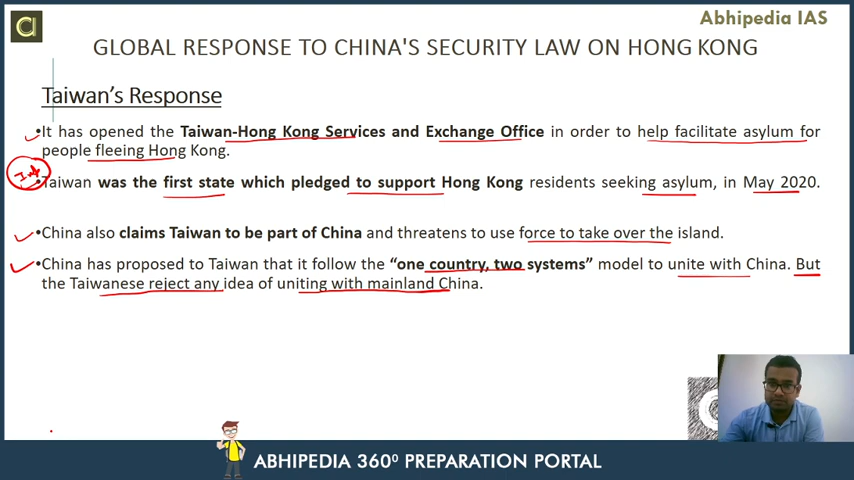 Abhipedia IAS
GLOBAL RESPONSE TO CHINA'S SECURITY LAW ON HONG KONG
Taiwan's Response
•It has opened the Taiwan-Hong Kong Services and Exchange Office in order to help facilitate asylum for
people fleeing Hong Kong.
Imp
•Taiwan was the first state which pledged to support Hong Kong residents seeking asylum, in May 2020.
•China also claims Taiwan to be part of China and threatens to use force to take over the island.
•China has proposed to Taiwan that it follow the “one country, two systems” model to unite with China. But
the Taiwanese reject any idea of uniting with mainland China.
ABHIPEDIA 360⁰ PREPARATION PORTAL